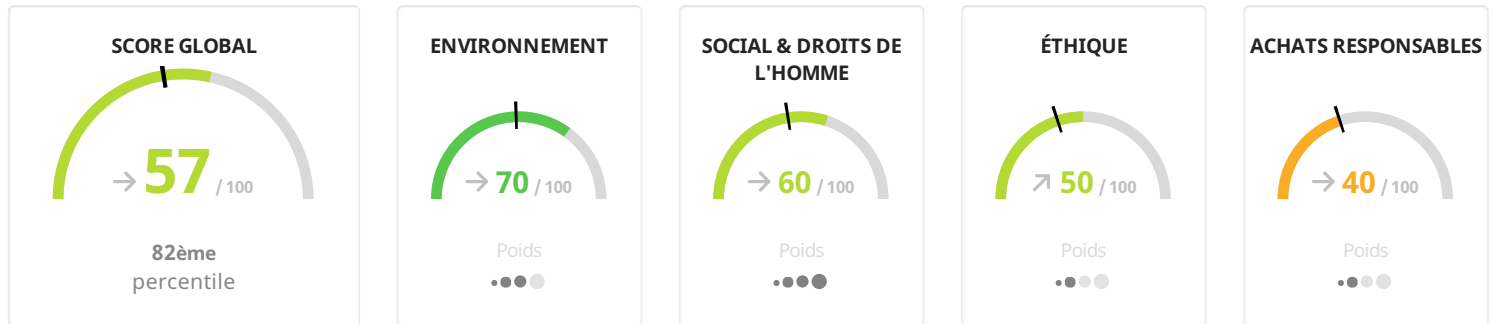 SCORE GLOBAL
57 / 100
82ème
percentile
ENVIRONNEMENT
70 / 100
Poids
SOCIAL & DROITS DE
L'HOMME
60 / 100
Poids
ÉTHIQUE
50 / 100
Poids
ACHATS RESPONSABLES
40 / 100
Poids